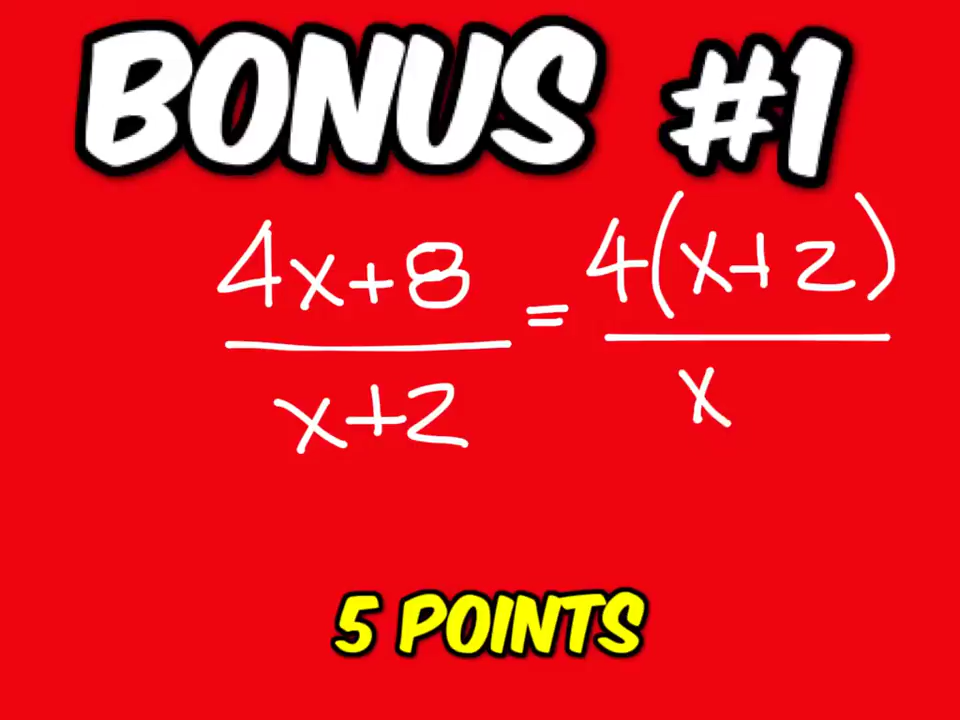 BONUS #1
4x+8 = 4(x+2)
x+2 x
5 POINTS